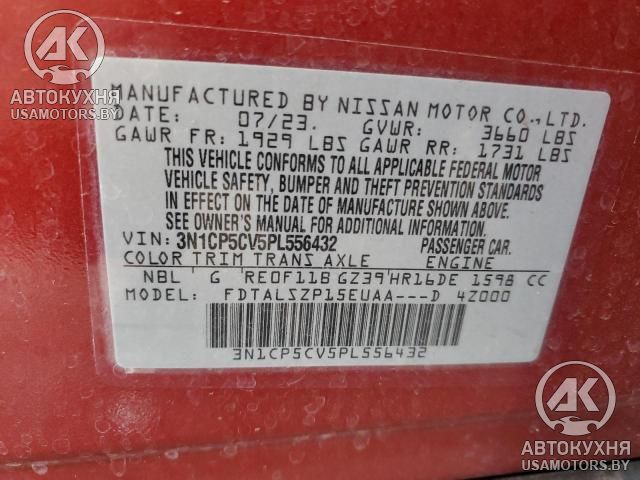 АК
АВТОКУХНЯ
USAMOTORS.BY
MANUFACTURED BY NISSAN MOTOR CO.,LTD.
DATE: 07/23. GVWR: 3660 LBS
GAWR FR: 1929 LBS GAWR RR: 1731 LBS
THIS VEHICLE CONFORMS TO ALL APPLICABLE FEDERAL MOTOR
VEHICLE SAFETY, BUMPER AND THEFT PREVENTION STANDARDS
IN EFFECT ON THE DATE OF MANUFACTURE SHOWN ABOVE.
SEE OWNER'S MANUAL FOR ADDITIONAL INFORMATION.
VIN: 3N1CP5CV5PL556432 PASSENGER CAR.
COLOR TRIM TRANS AXLE ENGINE
NBL G RE0F11B GZ39 HR16DE 1598 CC
MODEL: FDTALSZP15EUAA---D 4Z000
3N1CP5CV5PL556432
АК
АВТОКУХНЯ
USAMOTORS.BY